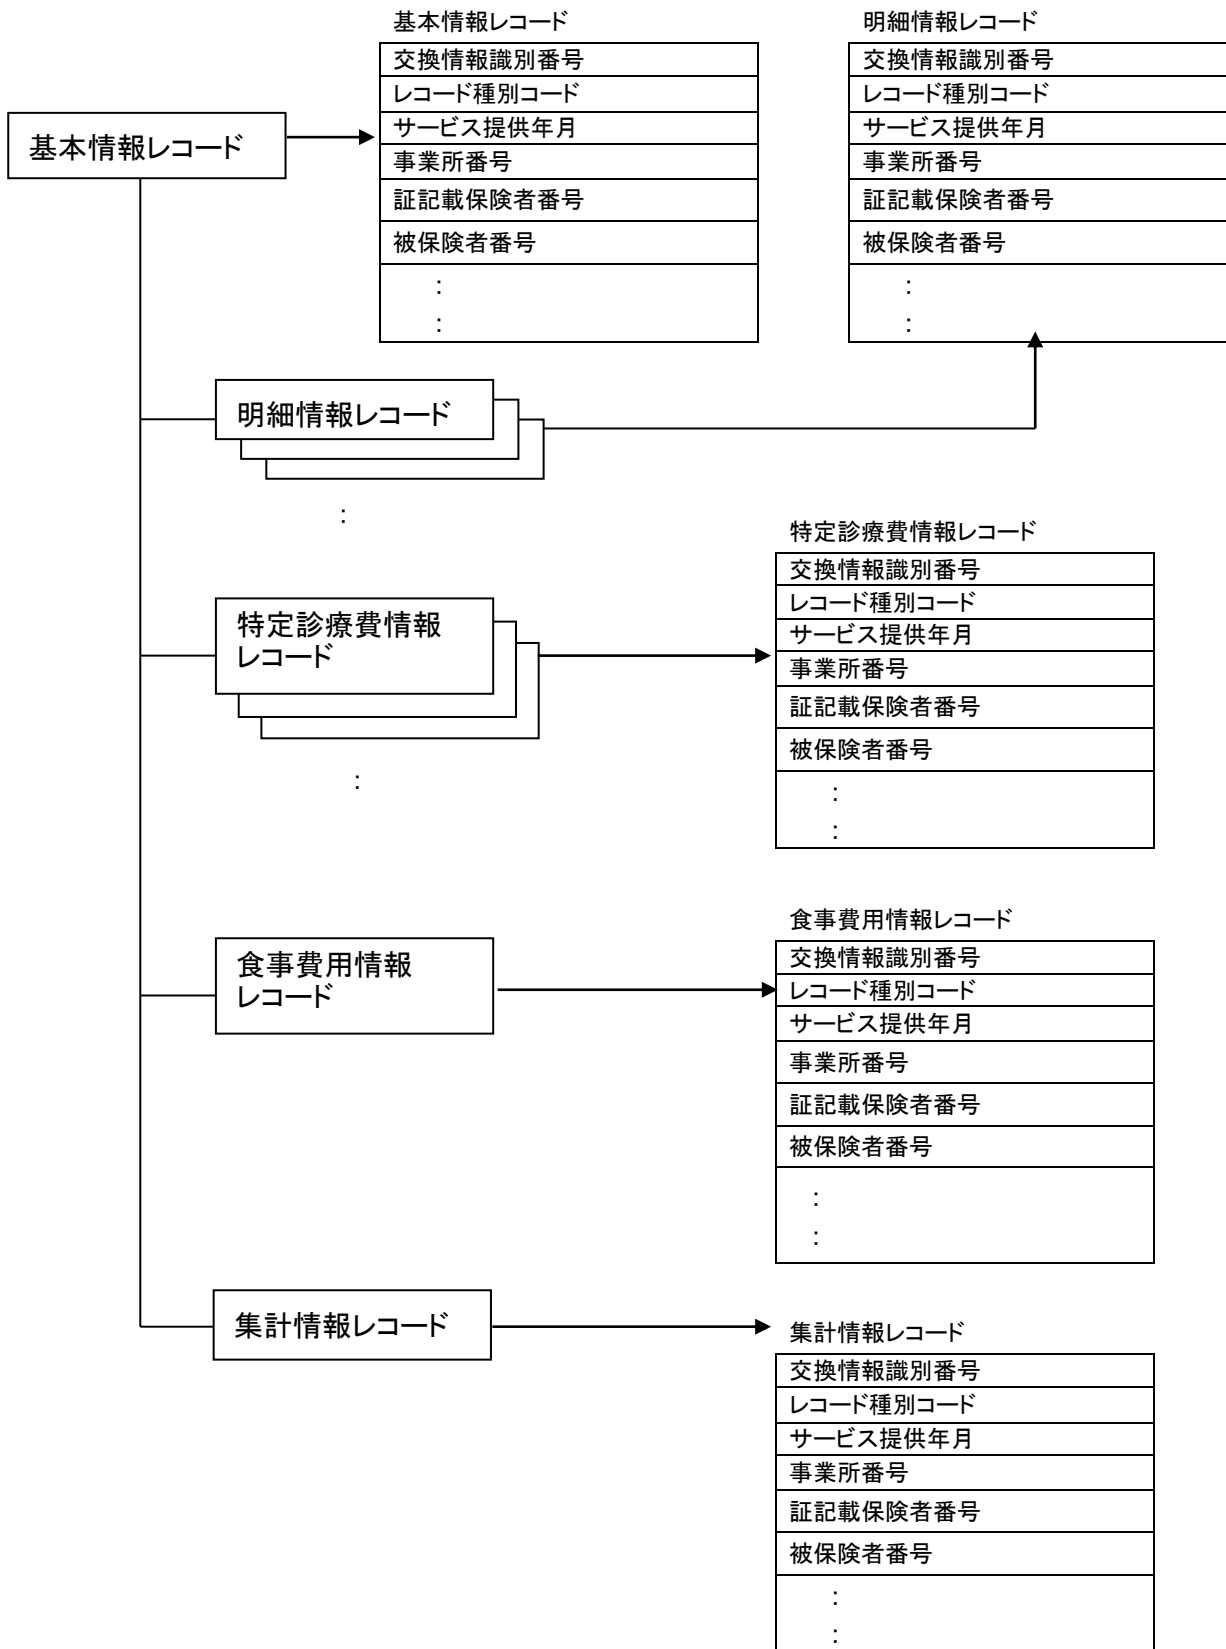 基本情報レコード
基本情報レコード
交換情報識別番号
レコード種別コード
サービス提供年月
事業所番号
証記載保険者番号
被保険者番号
:
:
明細情報レコード
交換情報識別番号
レコード種別コード
サービス提供年月
事業所番号
証記載保険者番号
被保険者番号
:
:
明細情報レコード
:
特定診療費情報
レコード
:
特定診療費情報レコード
交換情報識別番号
レコード種別コード
サービス提供年月
事業所番号
証記載保険者番号
被保険者番号
:
:
食事費用情報
レコード
食事費用情報レコード
交換情報識別番号
レコード種別コード
サービス提供年月
事業所番号
証記載保険者番号
被保険者番号
:
:
集計情報レコード
集計情報レコード
交換情報識別番号
レコード種別コード
サービス提供年月
事業所番号
証記載保険者番号
被保険者番号
:
: